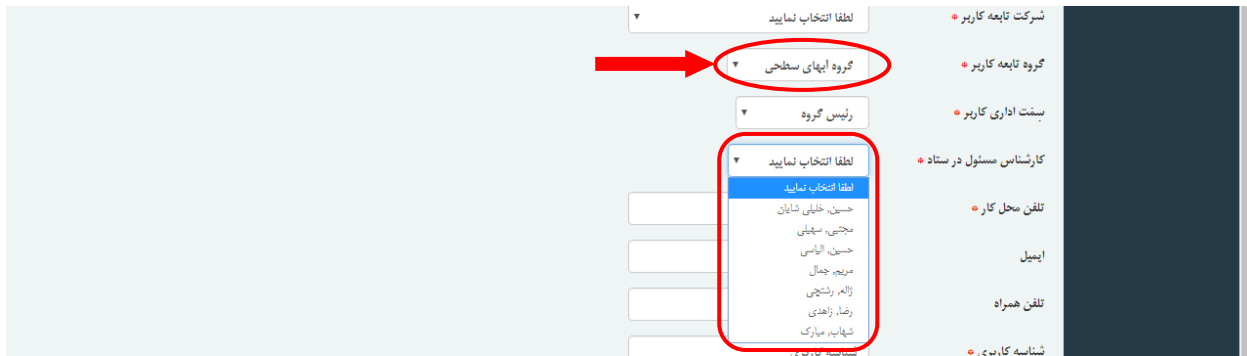 شرکت تابعه کاربر *
لطفا انتخاب نمایید
گروه تابعه کاربر *
گروه آبهای سطحی
سِمَت اداری کاربر *
رئیس گروه
کارشناس مسئول در ستاد *
لطفا انتخاب نمایید
لطفا انتخاب نمایید
حسین, خلیلی شایان
مجتبی, سهیلی
حسین, الیاسی
مریم, جمال
ژاله, رشتچی
رضا, زاهدی
شهاب, مبارک
تلفن محل کار *
ایمیل
تلفن همراه
شناسه کاربری *
شناسه کاربری